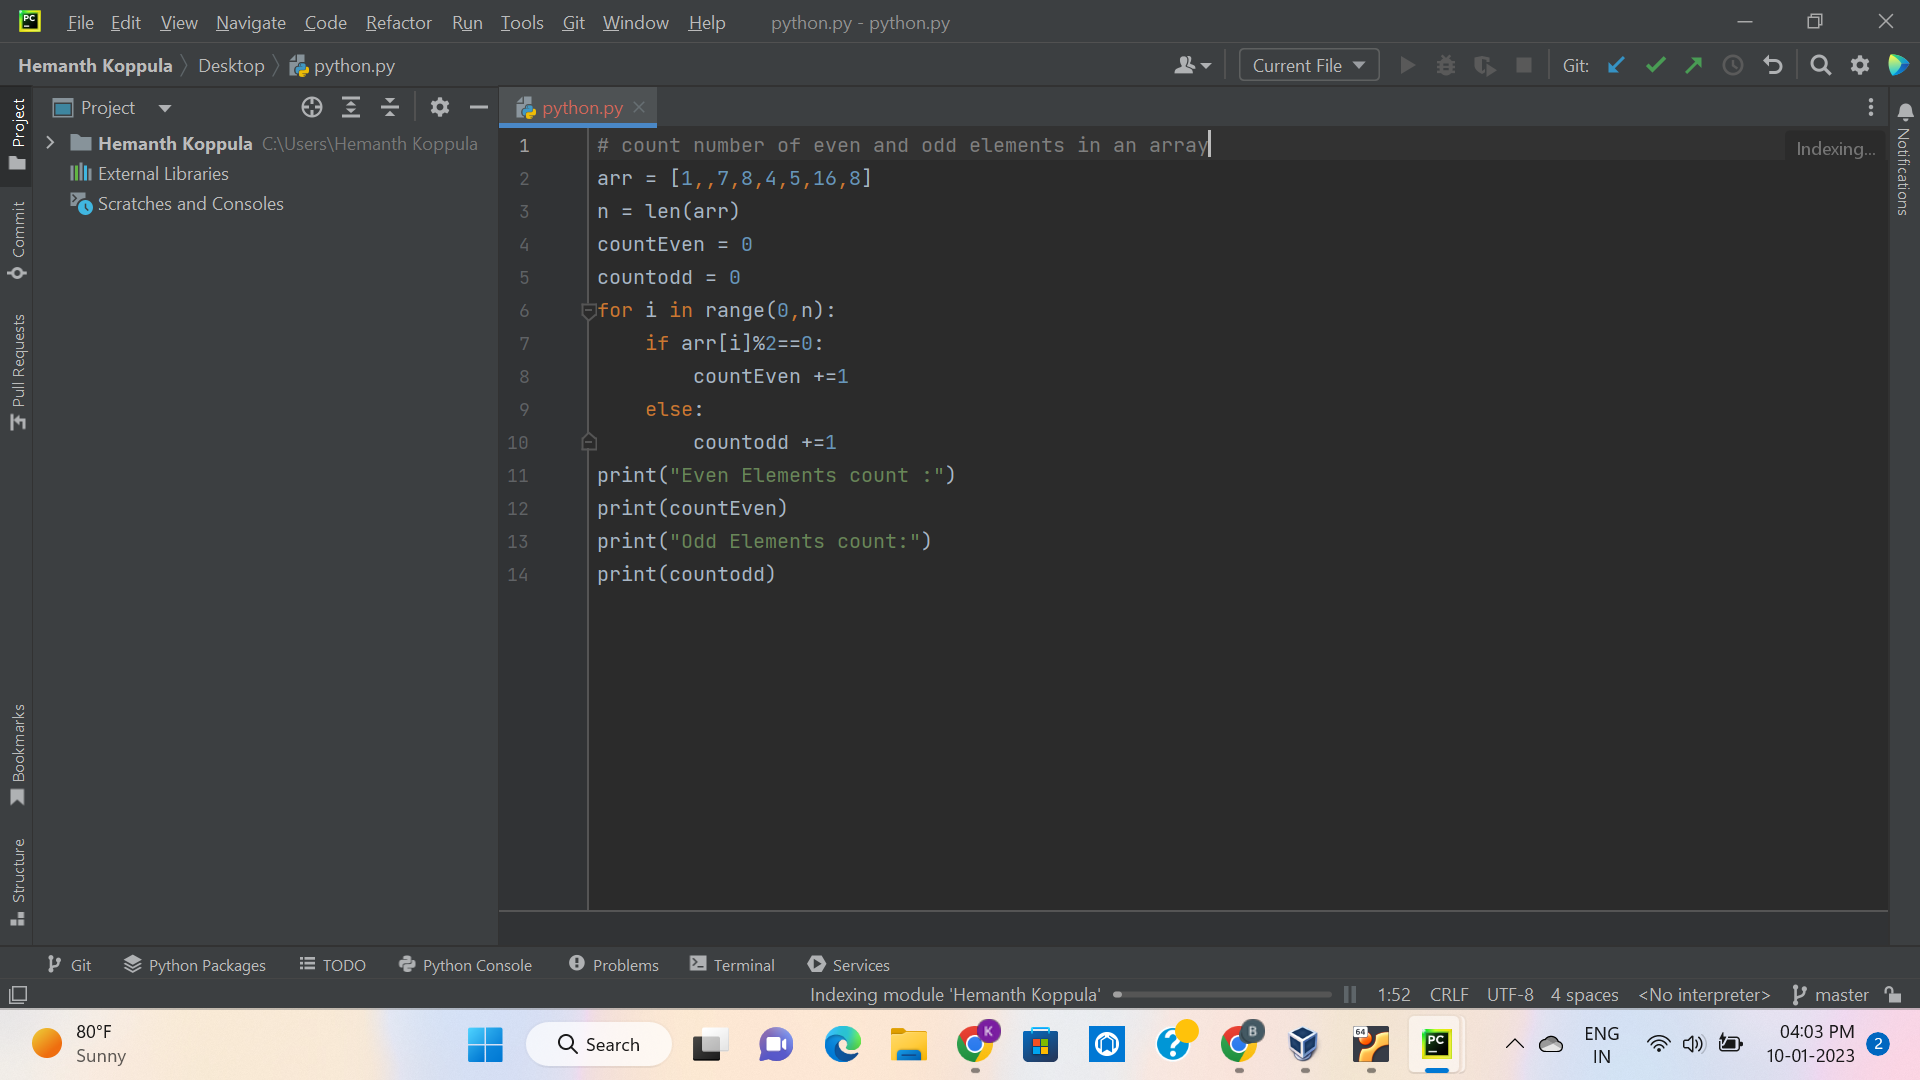 File Edit View Navigate Code Refactor Run Tools Git Window Help python.py - python.py
Hemanth Koppula Desktop python.py Current File Git:
Project python.py
Hemanth Koppula C:\Users\Hemanth Koppula
External Libraries
Scratches and Consoles
Project
Commit
Pull Requests
Bookmarks
Structure
1 # count number of even and odd elements in an array
2 arr = [1,,7,8,4,5,16,8]
3 n = len(arr)
4 countEven = 0
5 countodd = 0
6 for i in range(0,n):
7 if arr[i]%2==0:
8 countEven +=1
9 else:
10 countodd +=1
11 print("Even Elements count :")
12 print(countEven)
13 print("Odd Elements count:")
14 print(countodd)
Indexing...
Notifications
Git Python Packages TODO Python Console Problems Terminal Services
Indexing module 'Hemanth Koppula' 1:52 CRLF UTF-8 4 spaces <No interpreter> master
80°F
Sunny
Search
K
B
64
PC
ENG
IN
04:03 PM
10-01-2023
2